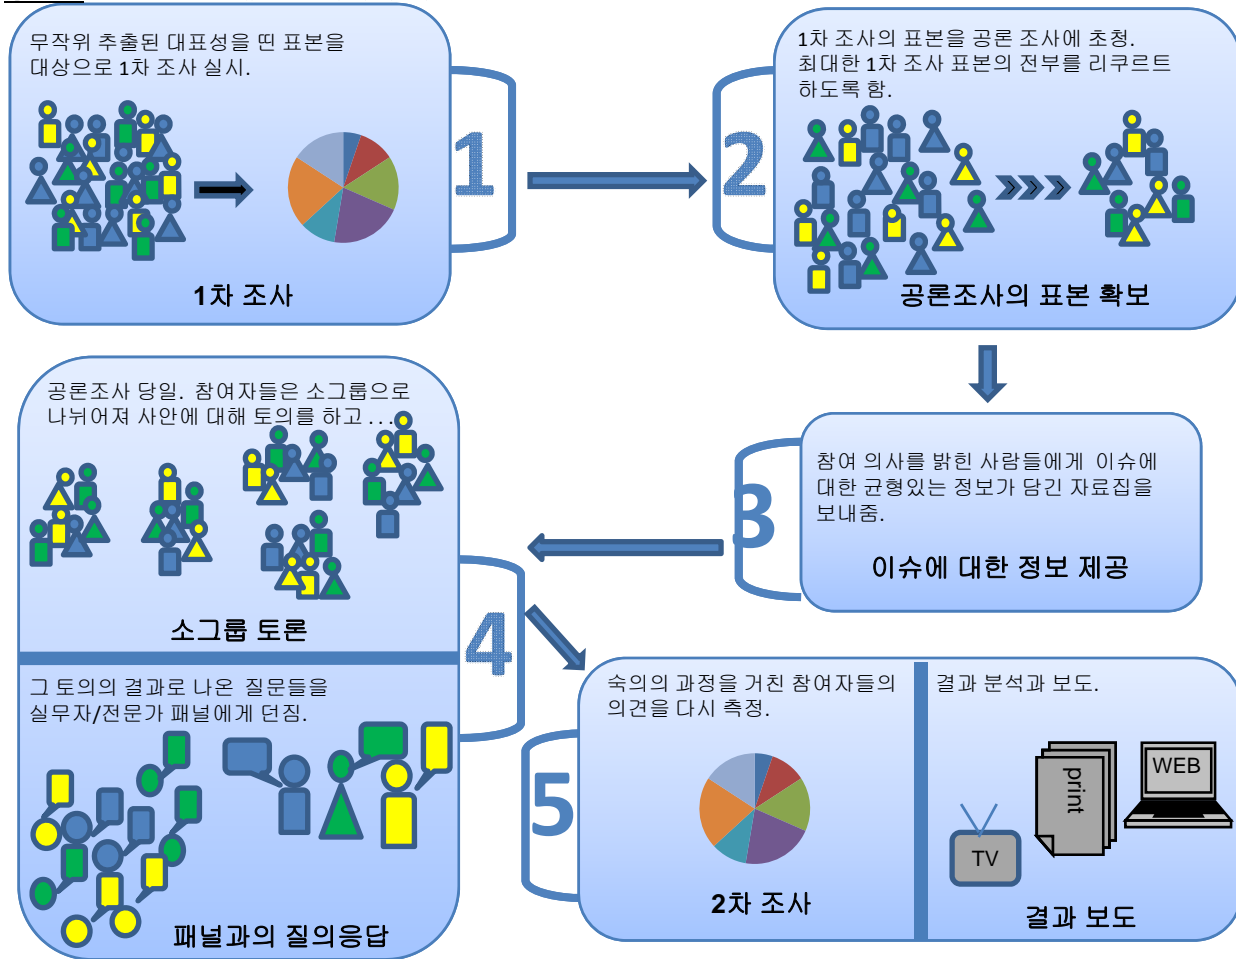 무작위 추출된 대표성을 띤 표본을
대상으로 1차 조사 실시.
1차 조사
1
1차 조사의 표본을 공론 조사에 초청.
최대한 1차 조사 표본의 전부를 리쿠르트
하도록 함.
공론조사의 표본 확보
2
참여 의사를 밝힌 사람들에게 이슈에
대한 균형있는 정보가 담긴 자료집을
보내줌.
이슈에 대한 정보 제공
3
공론조사 당일. 참여자들은 소그룹으로
나뉘어져 사안에 대해 토의를 하고 . . .
소그룹 토론
4
그 토의의 결과로 나온 질문들을
실무자/전문가 패널에게 던짐.
패널과의 질의응답
숙의의 과정을 거친 참여자들의
의견을 다시 측정.
2차 조사
5
결과 분석과 보도.
TV
print
WEB
결과 보도